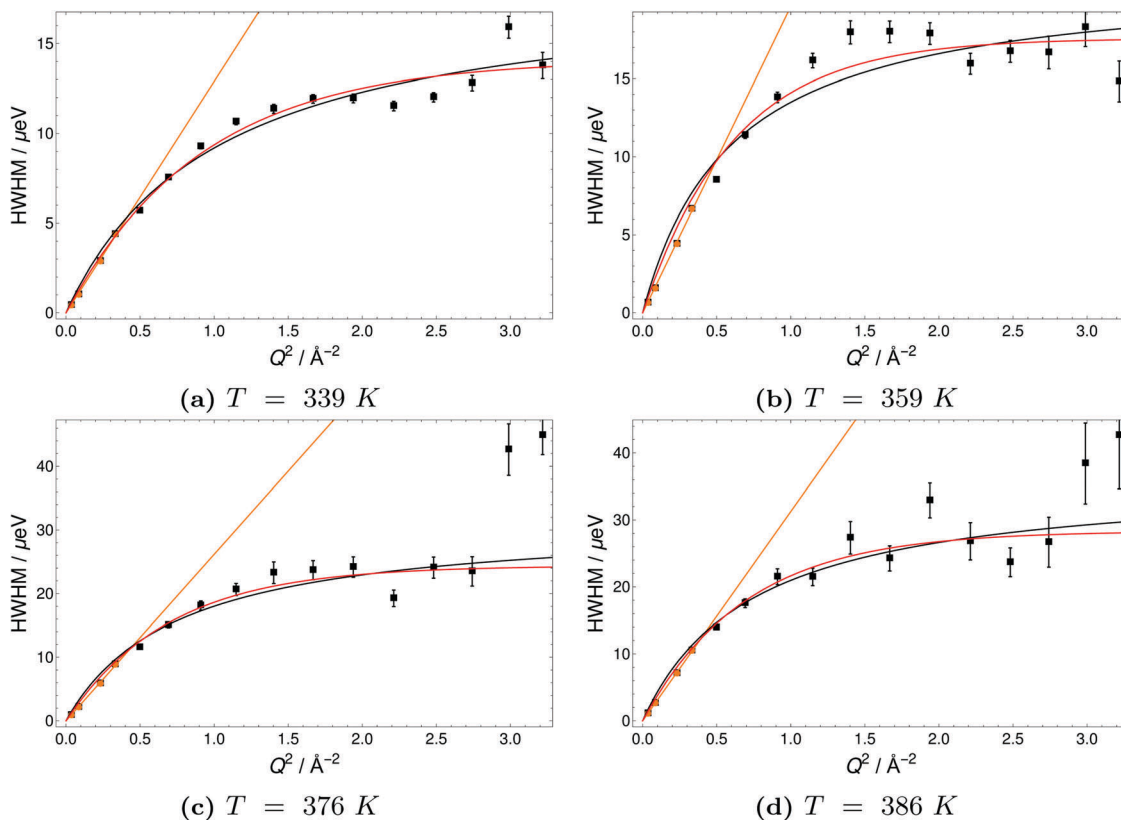 15
10
5
0
HWHM / μeV
0.0 0.5 1.0 1.5 2.0 2.5 3.0
Q² / Å⁻²
(a) T = 339 K
15
10
5
0
HWHM / μeV
0.0 0.5 1.0 1.5 2.0 2.5 3.0
Q² / Å⁻²
(b) T = 359 K
40
30
20
10
0
HWHM / μeV
0.0 0.5 1.0 1.5 2.0 2.5 3.0
Q² / Å⁻²
(c) T = 376 K
40
30
20
10
0
HWHM / μeV
0.0 0.5 1.0 1.5 2.0 2.5 3.0
Q² / Å⁻²
(d) T = 386 K